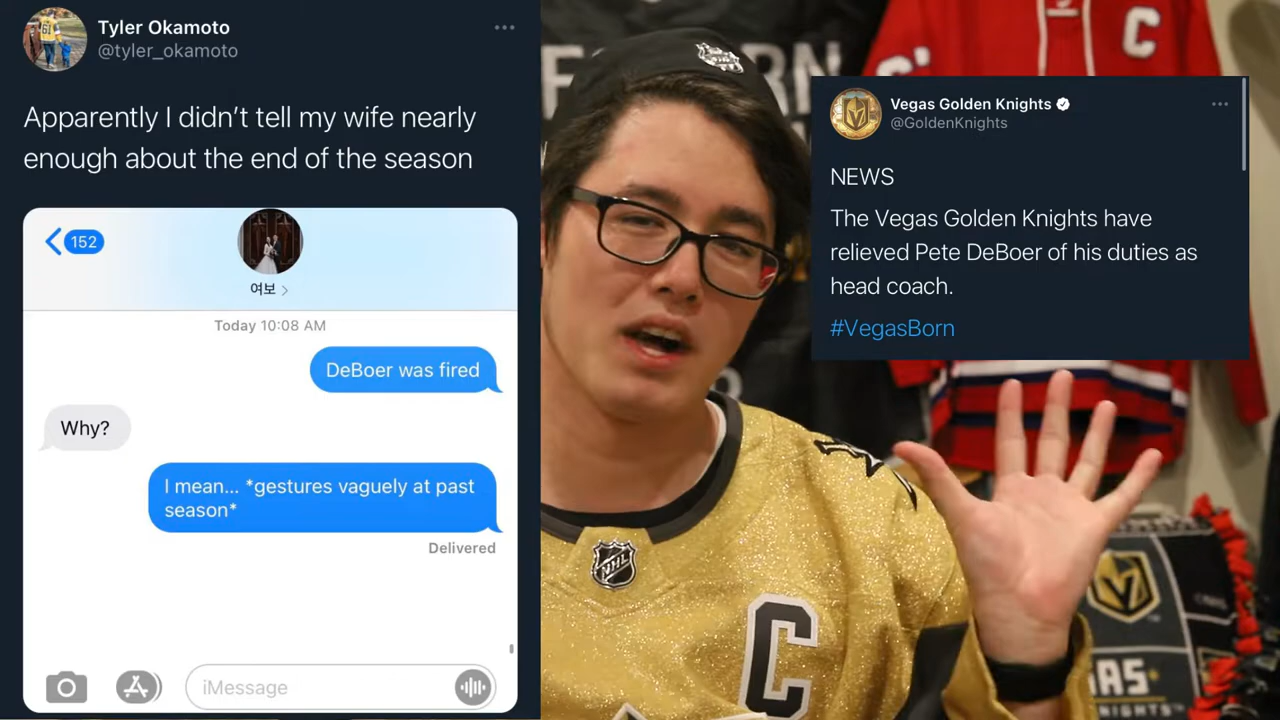 Tyler Okamoto
@tyler_okamoto
Apparently I didn’t tell my wife nearly
enough about the end of the season
152
여보
Today 10:08 AM
DeBoer was fired
Why?
I mean... *gestures vaguely at past
season*
Delivered
iMessage
Vegas Golden Knights
@GoldenKnights
NEWS
The Vegas Golden Knights have
relieved Pete DeBoer of his duties as
head coach.
#VegasBorn
C
NHL
C